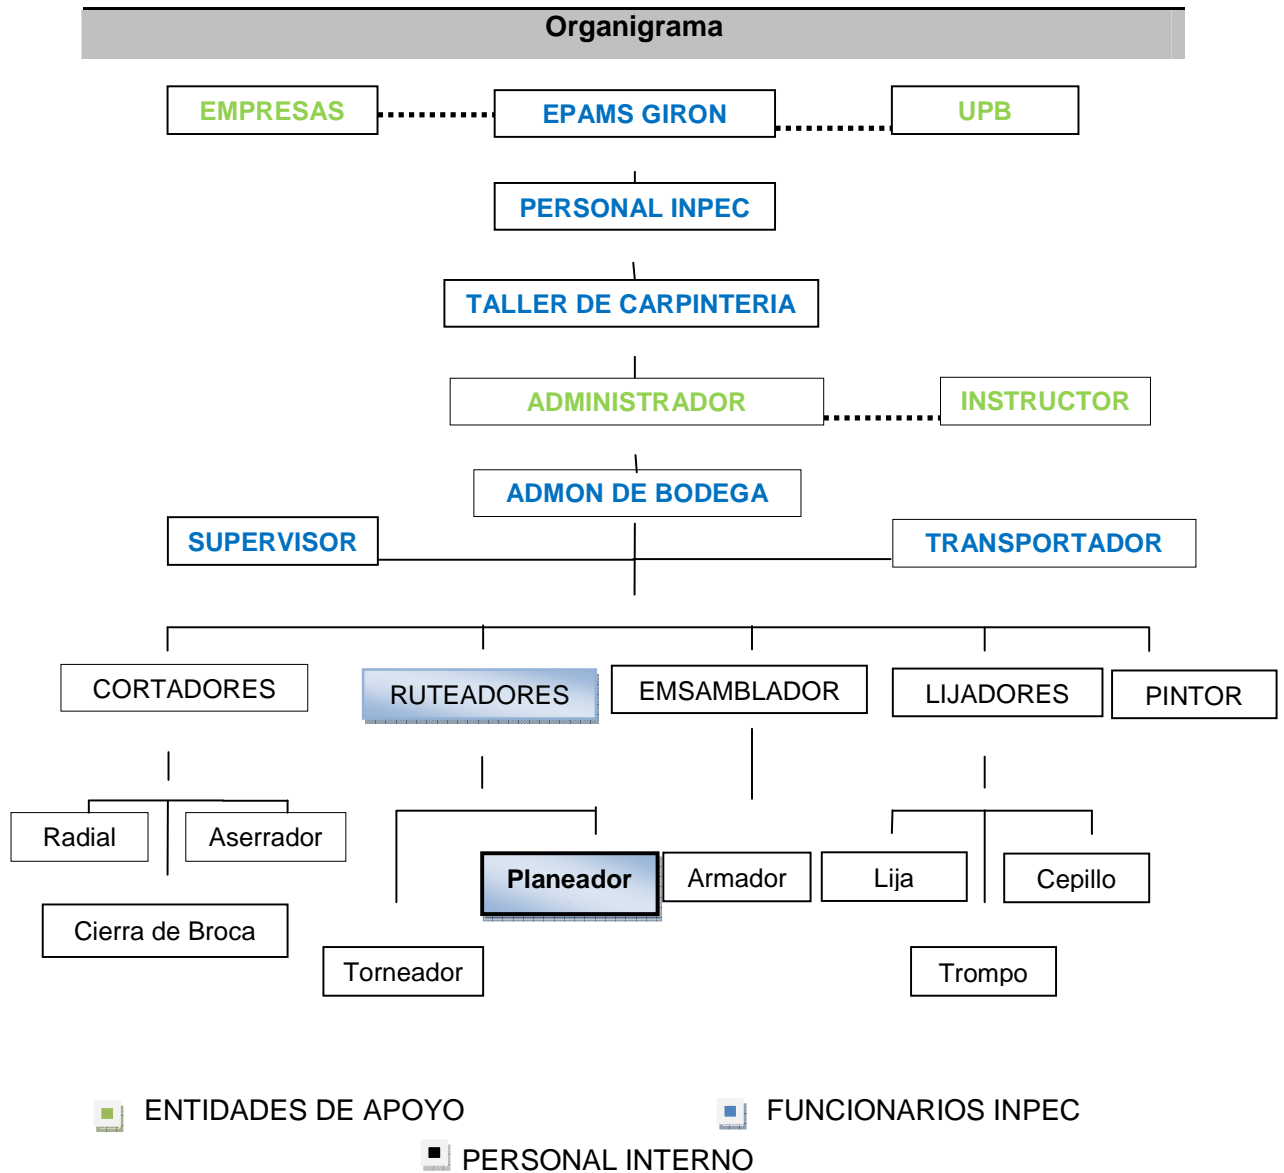 Organigrama
EMPRESAS
EPAMS GIRON
UPB
PERSONAL INPEC
TALLER DE CARPINTERIA
ADMINISTRADOR
INSTRUCTOR
ADMON DE BODEGA
SUPERVISOR
TRANSPORTADOR
CORTADORES
RUTEADORES
EMSAMBLADOR
LIJADORES
PINTOR
Radial
Aserrador
Planeador
Armador
Lija
Cepillo
Cierra de Broca
Torneador
Trompo
ENTIDADES DE APOYO
FUNCIONARIOS INPEC
PERSONAL INTERNO